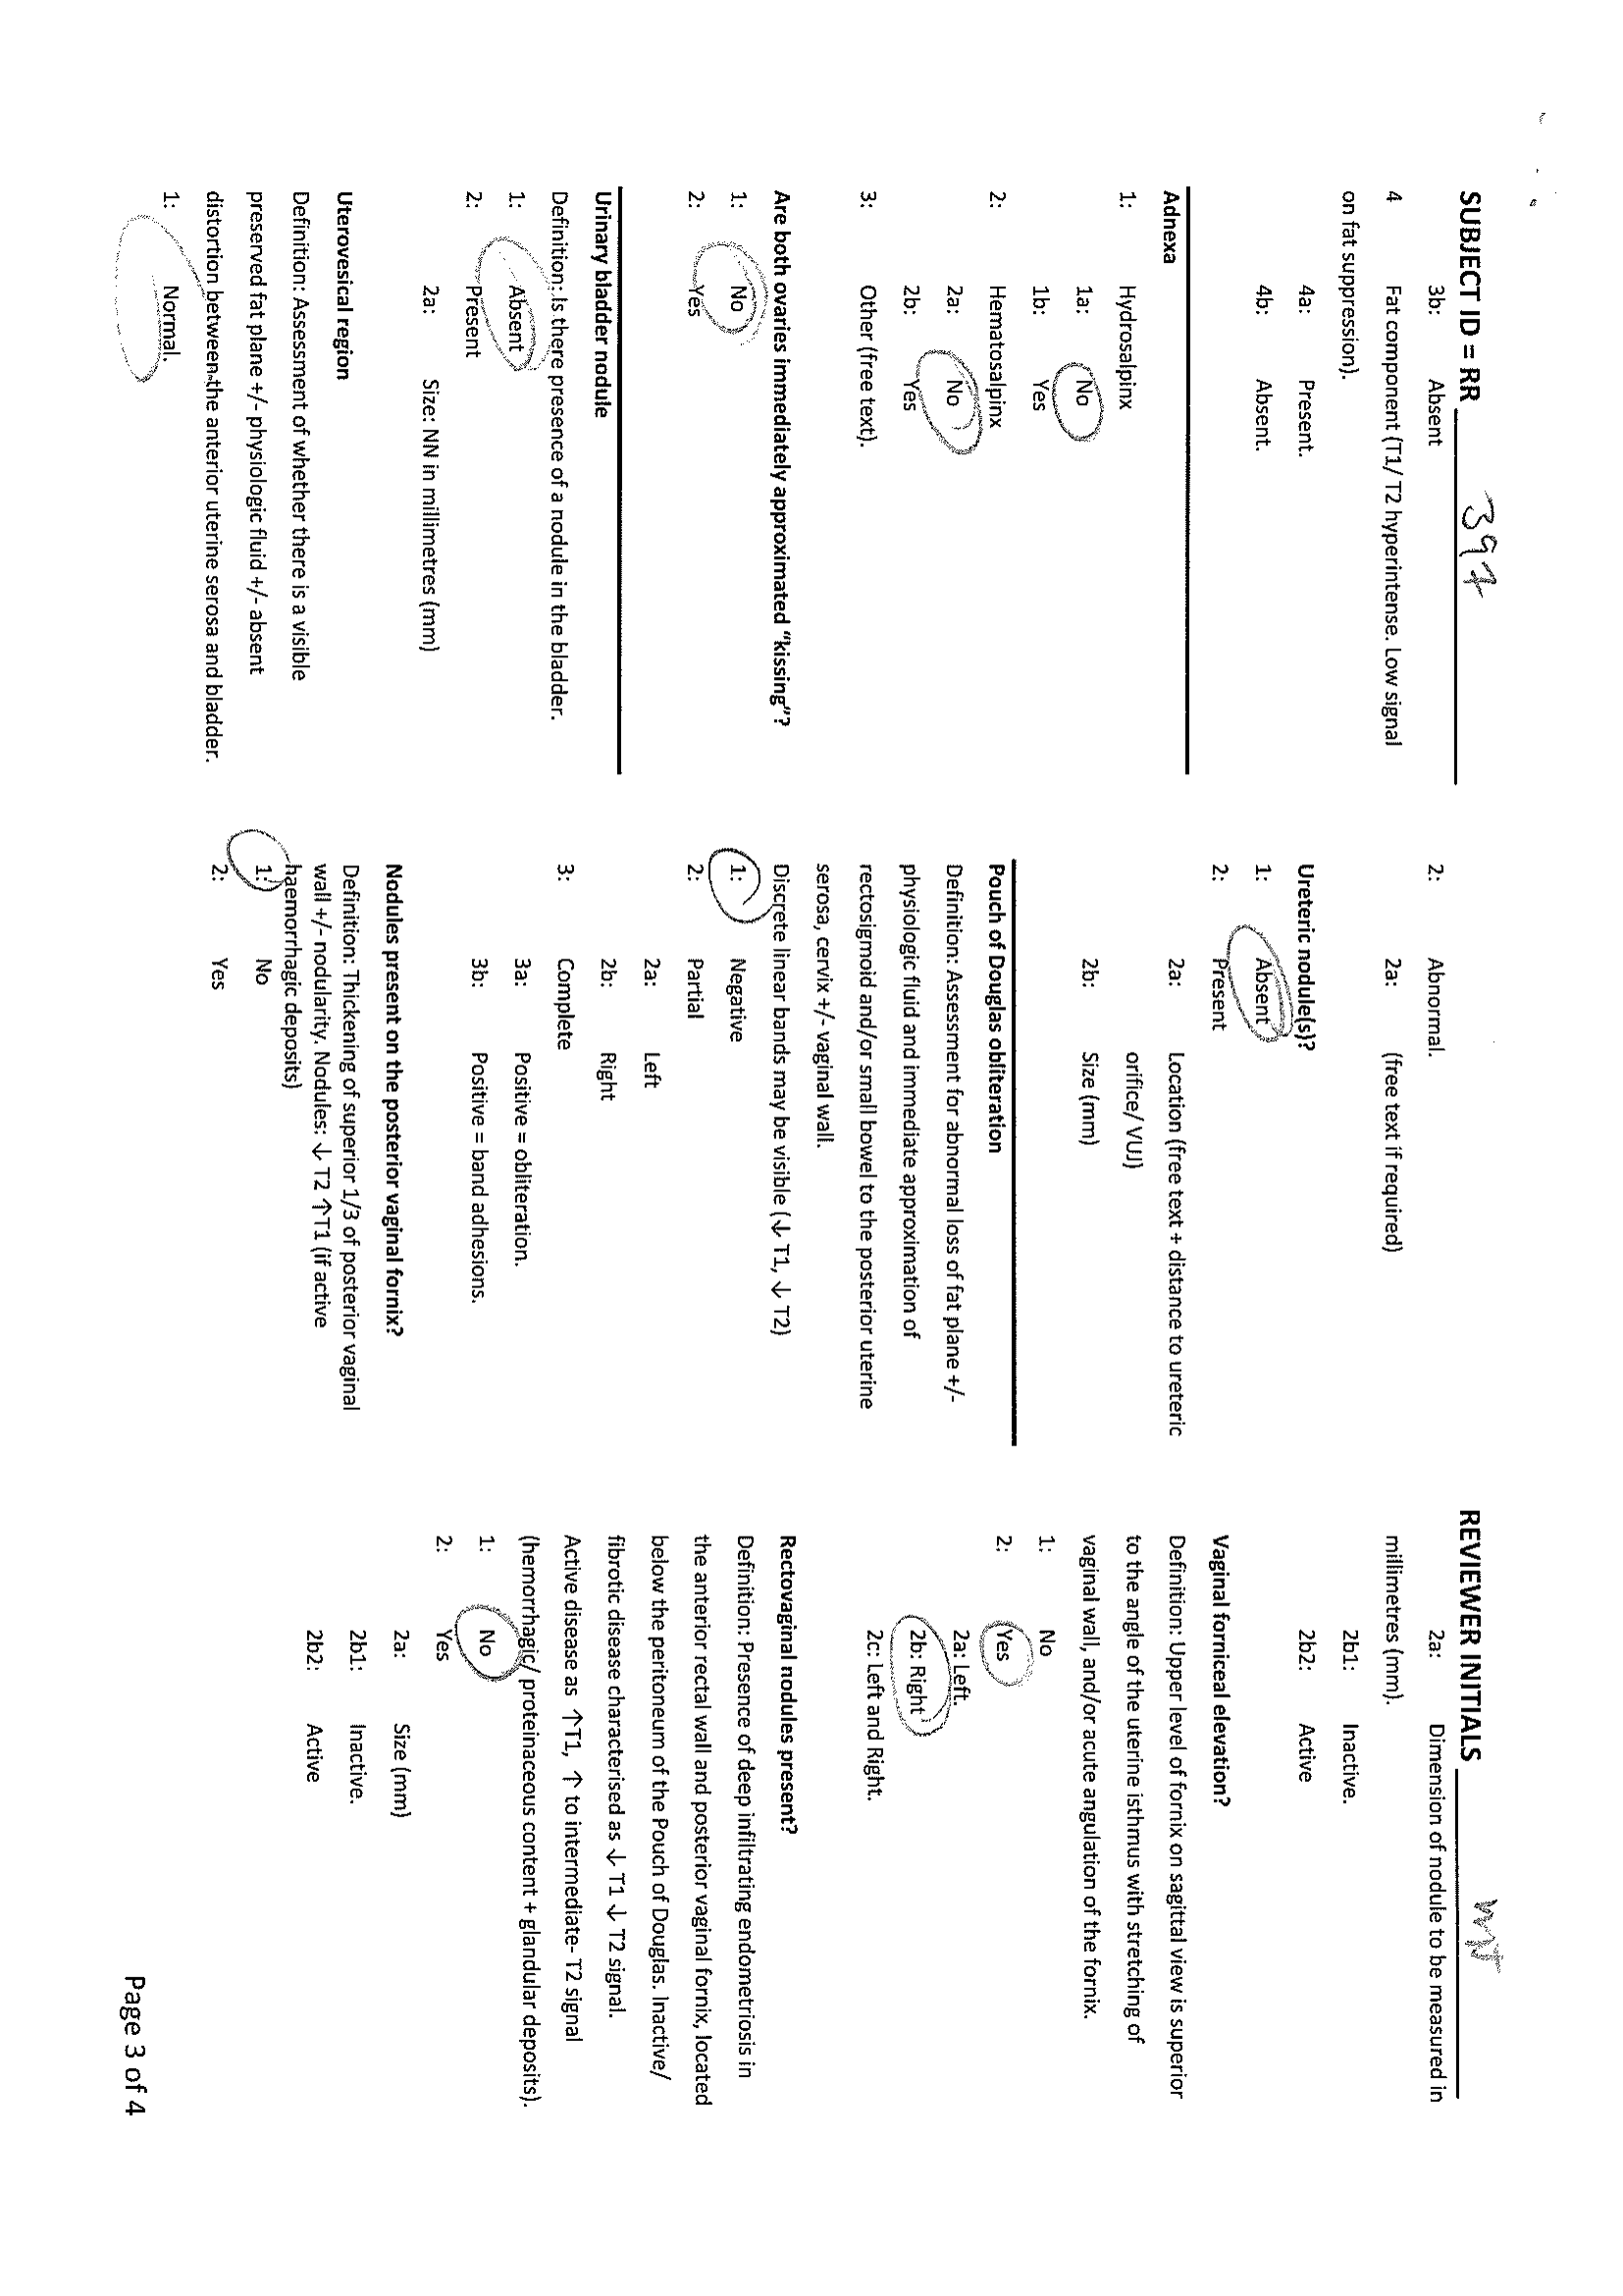 SUBJECT ID = RR 397
3b: Absent
4 Fat component (T1/ T2 hyperintense. Low signal
on fat suppression).
4a: Present.
4b: Absent.
Adnexa
1: Hydrosalpinx
1a: No
1b: Yes
2: Hematosalpinx
2a: No
2b: Yes
3: Other (free text).
Are both ovaries immediately approximated “kissing”?
1: No
2: Yes
Urinary bladder nodule
Definition: Is there presence of a nodule in the bladder.
1: Absent
2: Present
2a: Size: NN in millimetres (mm)
Uterovesical region
Definition: Assessment of whether there is a visible
preserved fat plane +/- physiologic fluid +/- absent
distortion between the anterior uterine serosa and bladder.
1: Normal.
2: Abnormal.
2a: (free text if required)
Ureteric nodule(s)?
1: Absent
2: Present
2a: Location (free text + distance to ureteric
orifice/ VUJ)
2b: Size (mm)
Pouch of Douglas obliteration
Definition: Assessment for abnormal loss of fat plane +/-
physiologic fluid and immediate approximation of
rectosigmoid and/or small bowel to the posterior uterine
serosa, cervix +/- vaginal wall.
Discrete linear bands may be visible (↓ T1, ↓ T2)
1: Negative
2: Partial
2a: Left
2b: Right
3: Complete
3a: Positive = obliteration.
3b: Positive = band adhesions.
Nodules present on the posterior vaginal fornix?
Definition: Thickening of superior 1/3 of posterior vaginal
wall +/- nodularity. Nodules: ↓ T2 ↑T1 (if active
haemorrhagic deposits)
1: No
2: Yes
REVIEWER INITIALS
2a: Dimension of nodule to be measured in
millimetres (mm).
2b1: Inactive.
2b2: Active
Vaginal forniceal elevation?
Definition: Upper level of fornix on sagittal view is superior
to the angle of the uterine isthmus with stretching of
vaginal wall, and/or acute angulation of the fornix.
1: No
2: Yes
2a: Left.
2b: Right
2c: Left and Right.
Rectovaginal nodules present?
Definition: Presence of deep infiltrating endometriosis in
the anterior rectal wall and posterior vaginal fornix, located
below the peritoneum of the Pouch of Douglas. Inactive/
fibrotic disease characterised as ↓ T1 ↓ T2 signal.
Active disease as ↑T1, ↑ to intermediate- T2 signal
(hemorrhagic/ proteinaceous content + glandular deposits).
1: No
2: Yes
2a: Size (mm)
2b1: Inactive.
2b2: Active
Page 3 of 4